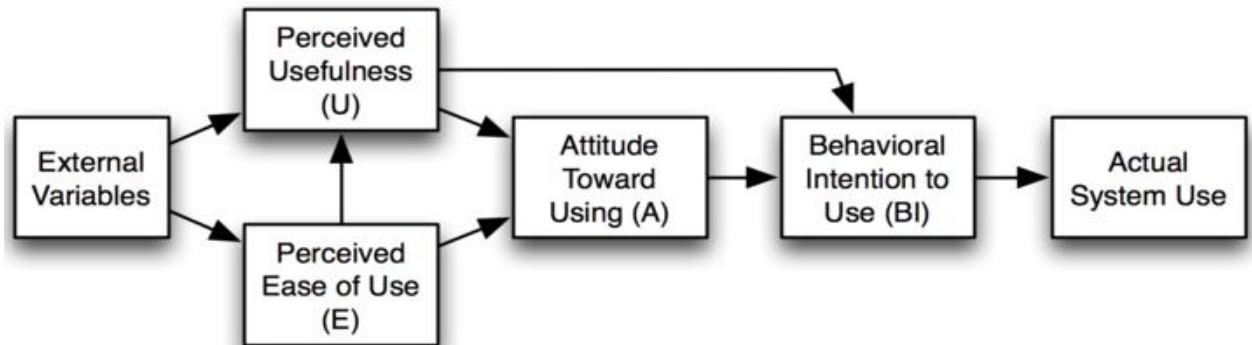 External
Variables
Perceived
Usefulness
(U)
Perceived
Ease of Use
(E)
Attitude
Toward
Using (A)
Behavioral
Intention to
Use (BI)
Actual
System Use